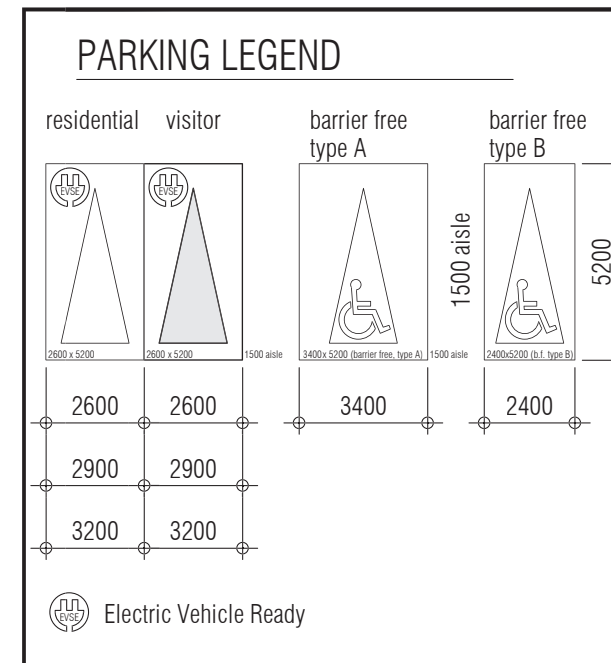 PARKING LEGEND
residential visitor barrier free type A barrier free type B
EVSE EVSE
1500 aisle
5200
2600 x 5200 2600 x 5200 1500 aisle 3400x 5200 (barrier free, type A) 1500 aisle 2400x5200 (b.f. type B)
2600 2600 3400 2400
2900 2900
3200 3200
EVSE Electric Vehicle Ready